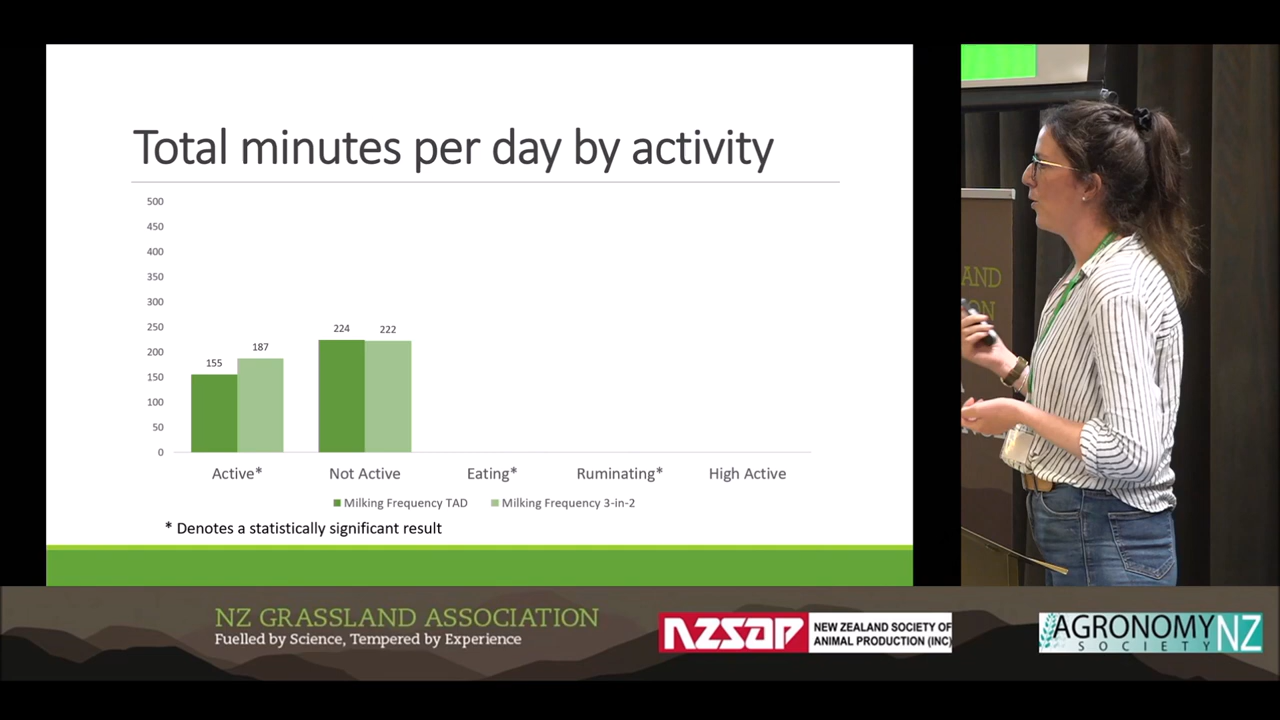 Total minutes per day by activity
500
450
400
350
300
250
200
150
100
50
0
155
187
224
222
Active*
Not Active
Eating*
Ruminating*
High Active
Milking Frequency TAD
Milking Frequency 3-in-2
* Denotes a statistically significant result
AND
ON
NZ GRASSLAND ASSOCIATION
Fuelled by Science, Tempered by Experience
NZSAP
NEW ZEALAND SOCIETY OF
ANIMAL PRODUCTION (INC)
AGRONOMY NZ
SOCIETY